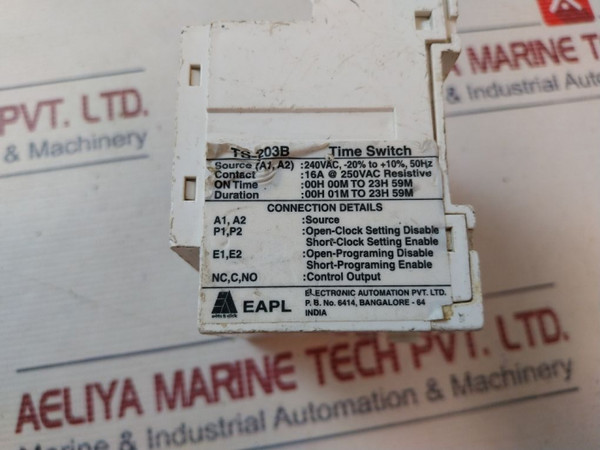 AELIYA MARINE TECH
& Industrial Automation
PVT. LTD.
& Machinery
TS-203B Time Switch
Source (A1, A2) :240VAC, -20% to +10%, 50Hz
Contact :16A @ 250VAC Resistive
ON Time :00H 00M TO 23H 59M
Duration :00H 01M TO 23H 59M
CONNECTION DETAILS
A1, A2 :Source
P1,P2 :Open-Clock Setting Disable
Short-Clock Setting Enable
E1,E2 :Open-Programing Disable
Short-Programing Enable
NC,C,NO :Control Output
EAPL
ELECTRONIC AUTOMATION PVT. LTD.
P. B. No. 6414, BANGALORE - 64
INDIA
AELIYA MARINE TECH PVT. LTD.
Marine & Industrial Automation & Machinery